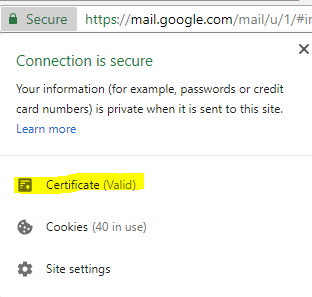 Secure https://mail.google.com/mail/u/1/#i
Connection is secure
Your information (for example, passwords or credit
card numbers) is private when it is sent to this site.
Learn more
Certificate (Valid)
Cookies (40 in use)
Site settings